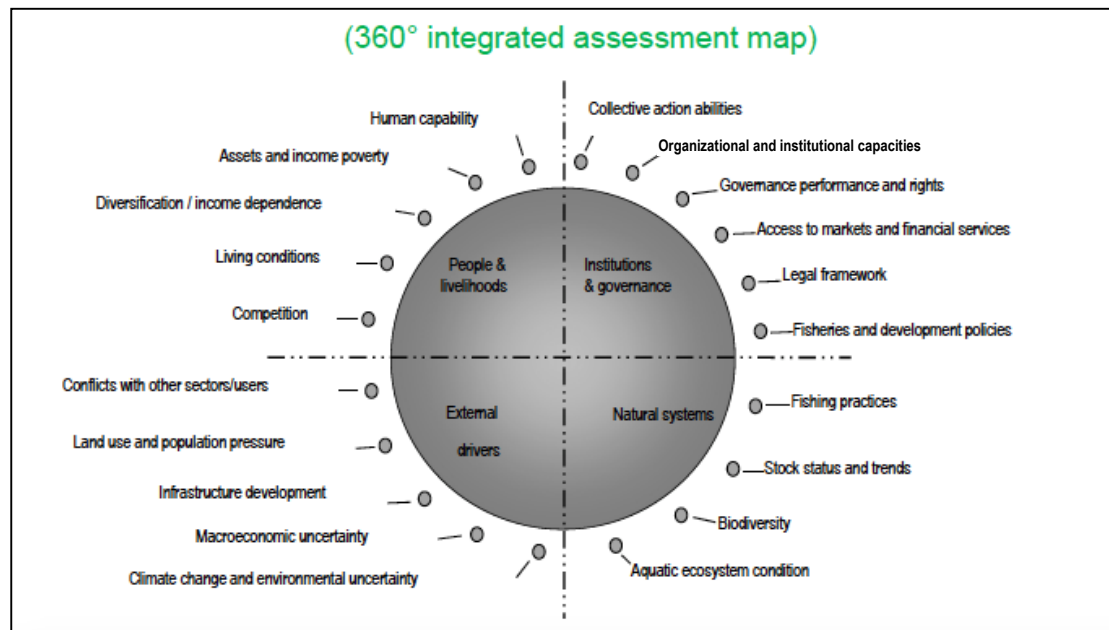 (360° integrated assessment map)
Human capability
Assets and income poverty
Diversification / income dependence
Living conditions
Competition
Collective action abilities
Organizational and institutional capacities
Governance performance and rights
Access to markets and financial services
Legal framework
Fisheries and development policies
People &
livelihoods
Institutions
& governance
External
drivers
Natural systems
Conflicts with other sectors/users
Land use and population pressure
Infrastructure development
Macroeconomic uncertainty
Climate change and environmental uncertainty
Fishing practices
Stock status and trends
Biodiversity
Aquatic ecosystem condition